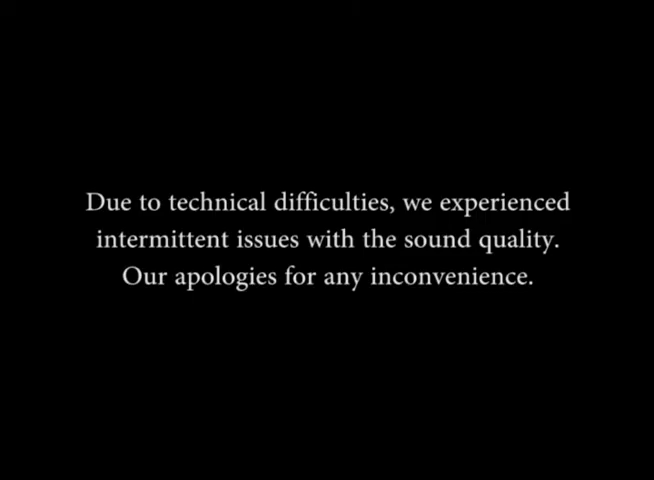 Due to technical difficulties, we experienced
intermittent issues with the sound quality.
Our apologies for any inconvenience.